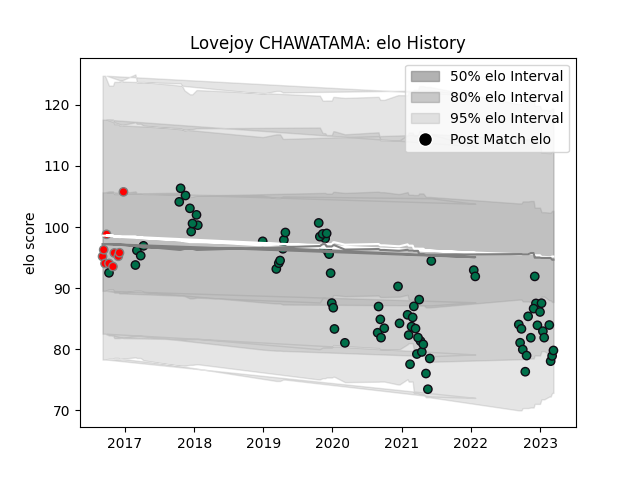 Lovejoy CHAWATAMA: elo History
50% elo Interval
80% elo Interval
95% elo Interval
Post Match elo
elo score
120
110
100
90
80
70
2017 2018 2019 2020 2021 2022 2023